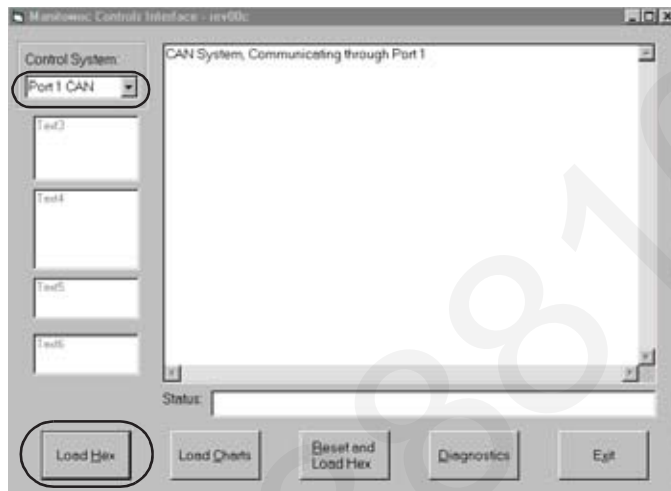 Manitowoc Controls Interface - rev00c
Control System:
Port 1 CAN
CAN System, Communicating through Port 1
Text3
Text4
Text5
Text6
Status:
Load Hex
Load Charts
Reset and
Load Hex
Diagnostics
Exit